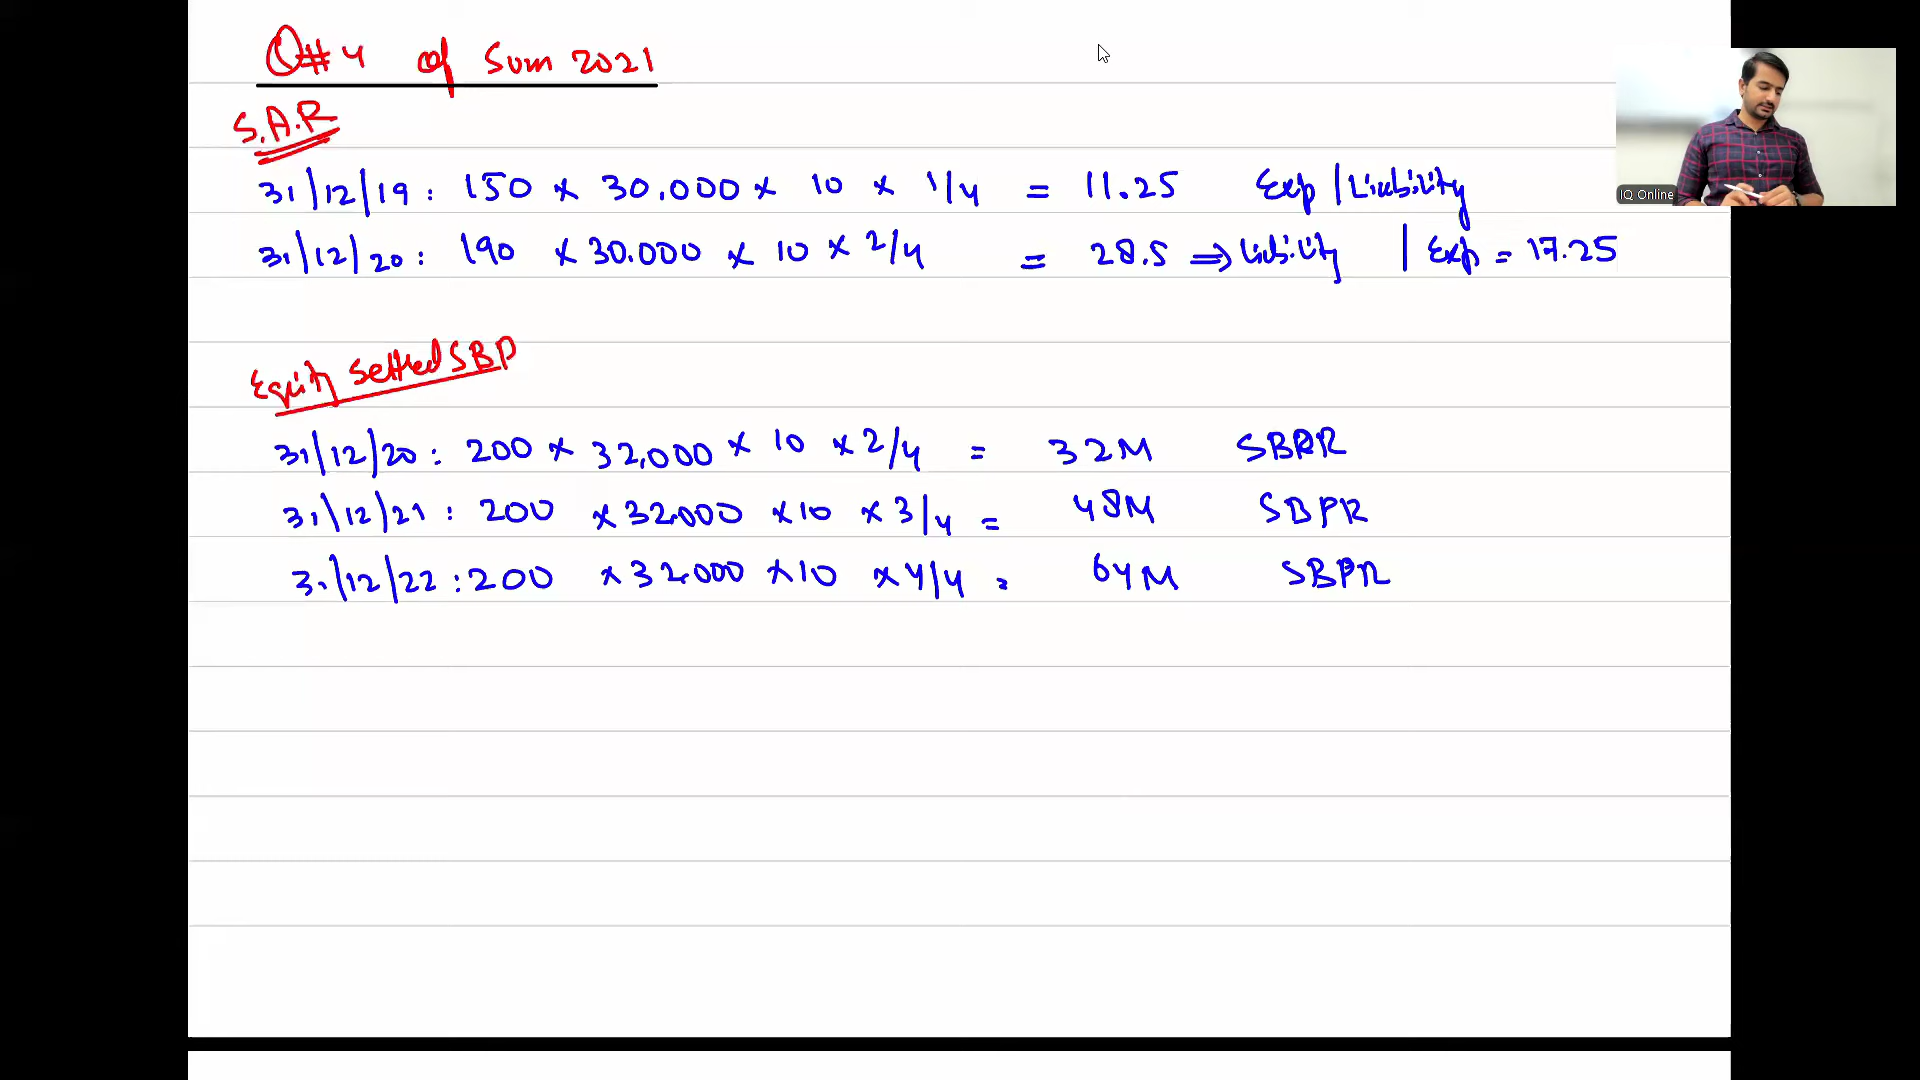 Q#4 of Sum 2021
S.A.R
31/12/19: 150 × 30.000 × 10 × 1/4 = 11.25 Exp/Liability
31/12/20: 190 × 30.000 × 10 × 2/4 = 28.5 ⇒ Liability | Exp = 17.25
Equity Settled SBP
31/12/20: 200 × 32,000 × 10 × 2/4 = 32M SBPR
31/12/21: 200 × 32000 × 10 × 3/4 = 48M SBPR
31/12/22: 200 × 32.000 × 10 × 4/4 = 64M SBPR
IQ Online